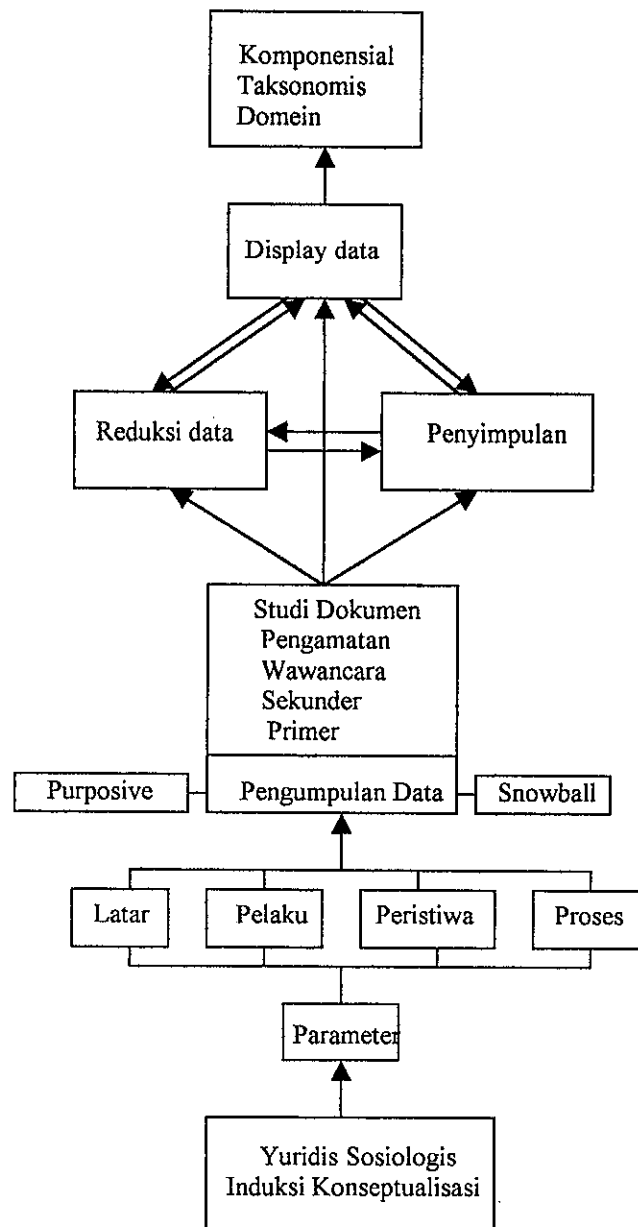 Komponensial
Taksonomis
Domein
Display data
Reduksi data
Penyimpulan
Studi Dokumen
Pengamatan
Wawancara
Sekunder
Primer
Purposive
Pengumpulan Data
Snowball
Latar
Pelaku
Peristiwa
Proses
Parameter
Yuridis Sosiologis
Induksi Konseptualisasi